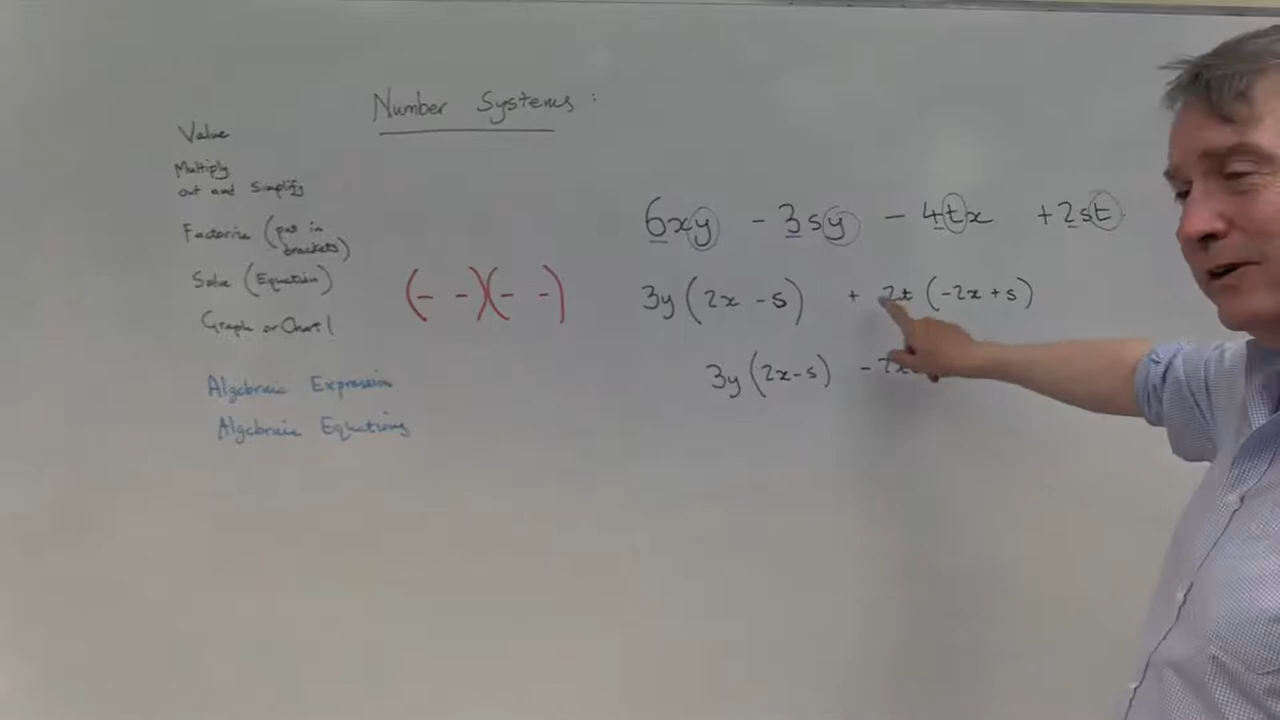 Number Systems:
Value
Multiply
out and Simplify
Factorise (put in
brackets)
Solve (Equation)
Graph or Chart
(– –)(– –)
Algebraic Expression
Algebraic Equations
6xy - 3sy - 4tx + 2st
3y(2x - s) + 2t(-2x + s)
3y(2x-s) - 2t